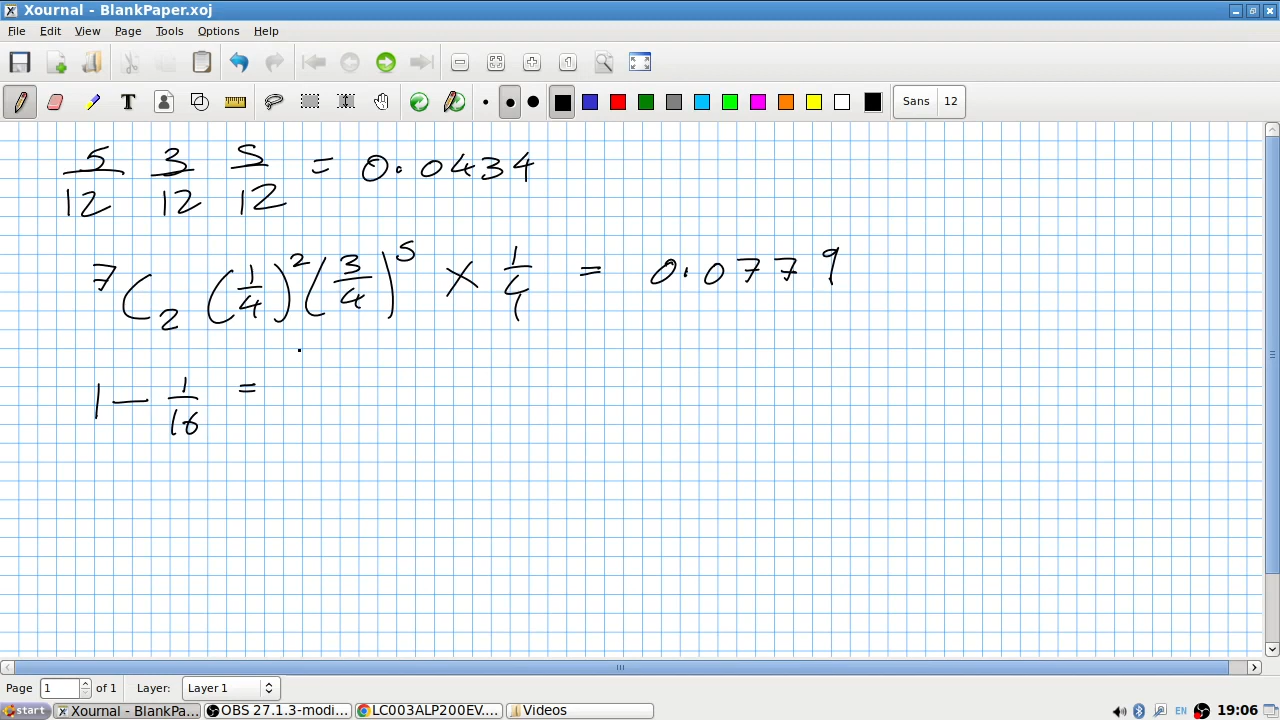 Xournal - BlankPaper.xoj
File Edit View Page Tools Options Help
T Sans 12
5/12 3/12 5/12 = 0.0434
⁷C₂ (1/4)² (3/4)⁵ × 1/4 = 0.0779
1 — 1/16 =
Page 1 of 1 Layer: Layer 1
start Xournal - BlankPa... OBS 27.1.3-modi... LC003ALP200EV... Videos EN 19:06